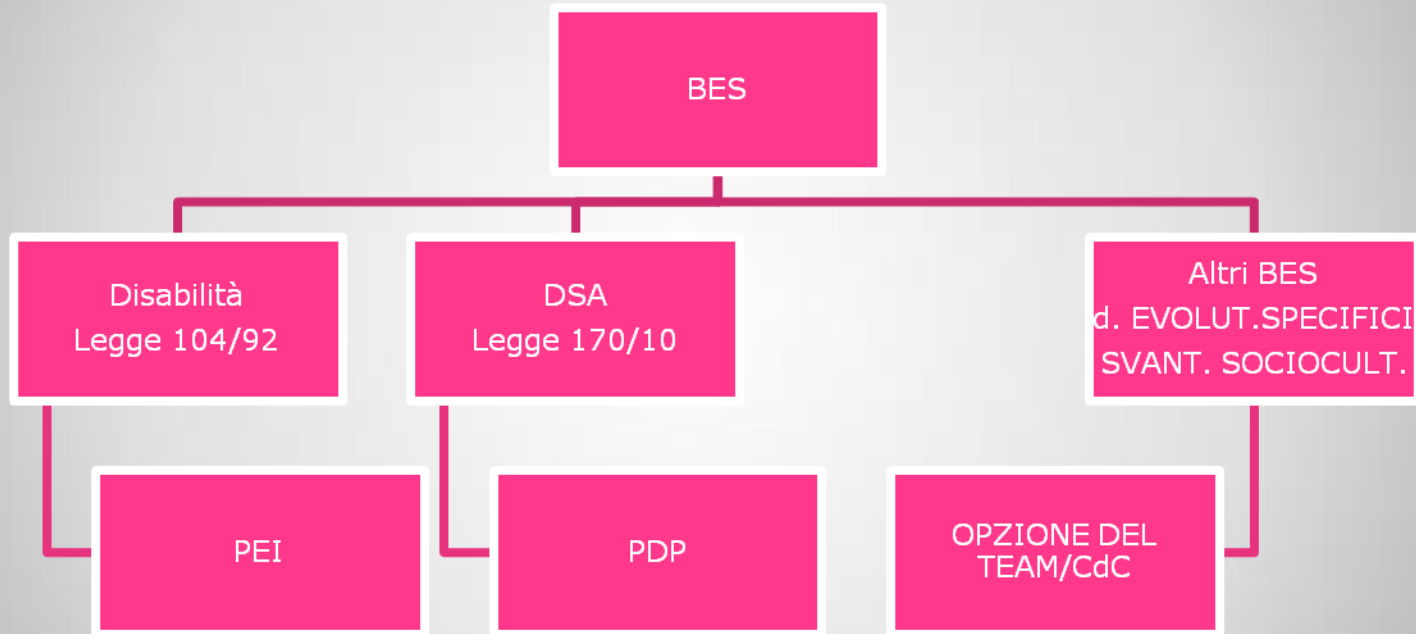 BES
Disabilità
Legge 104/92
DSA
Legge 170/10
Altri BES
d. EVOLUT.SPECIFICI
SVANT. SOCIOCULT.
PEI
PDP
OPZIONE DEL
TEAM/CdC